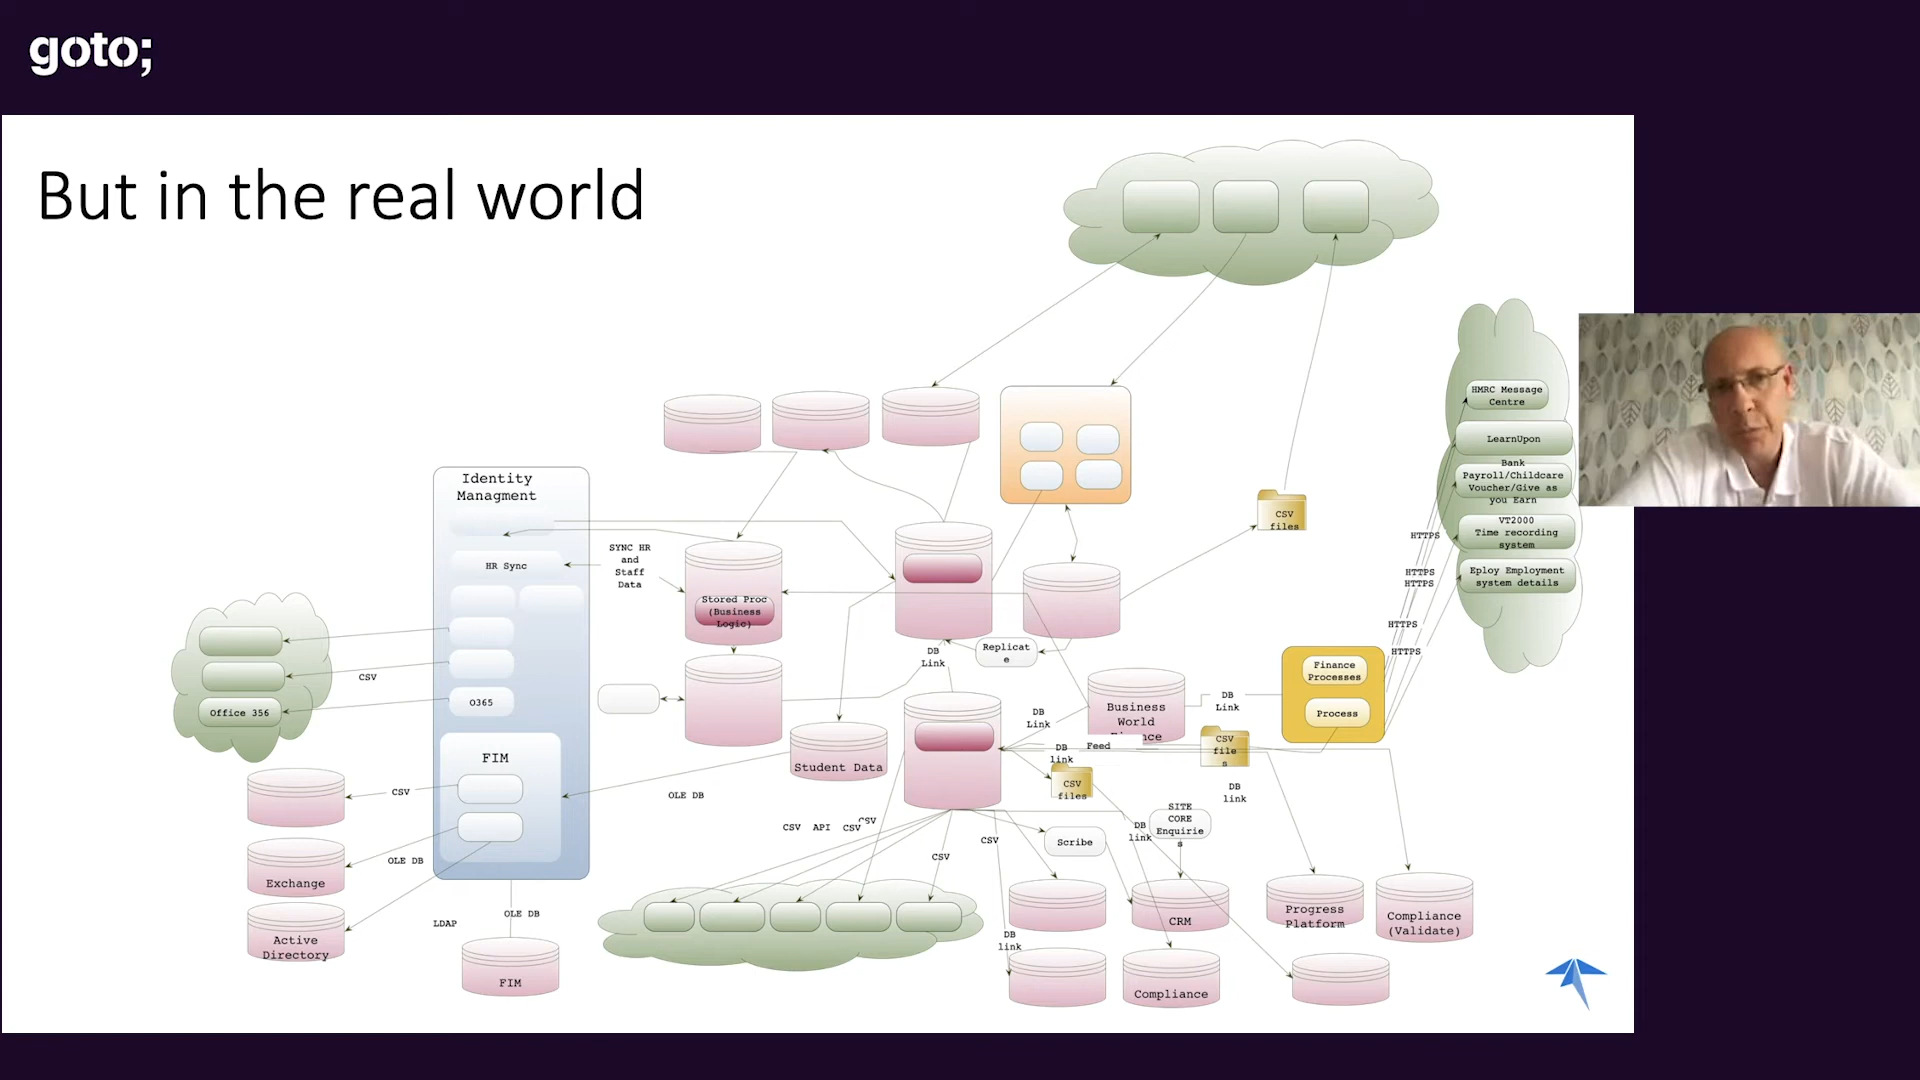 goto;
But in the real world
HMRC Message
Centre
LearnUpon
Bank
Payroll/Childcare
Voucher/Give as
you Earn
VT2000
Time recording
system
Eploy Employment
system details
HTTPS
HTTPS
HTTPS
HTTPS
HTTPS
Identity
Managment
HR Sync
SYNC HR
and
Staff
Data
Stored Proc
(Business
Logic)
CSV
files
DB
Link
Replicat
e
Office 356
CSV
O365
FIM
Student Data
Business
World
DB
Link
DB
Link
Finance
Processes
Process
Feed
DB
link
CSV
file
s
CSV
files
DB
link
CSV
OLE DB
OLE DB
CSV
API
CSV
CSV
CSV
CSV
Scribe
DB
link
SITE
CORE
Enquirie
s
Exchange
Active
Directory
LDAP
OLE DB
FIM
DB
link
CRM
Compliance
Progress
Platform
Compliance
(Validate)